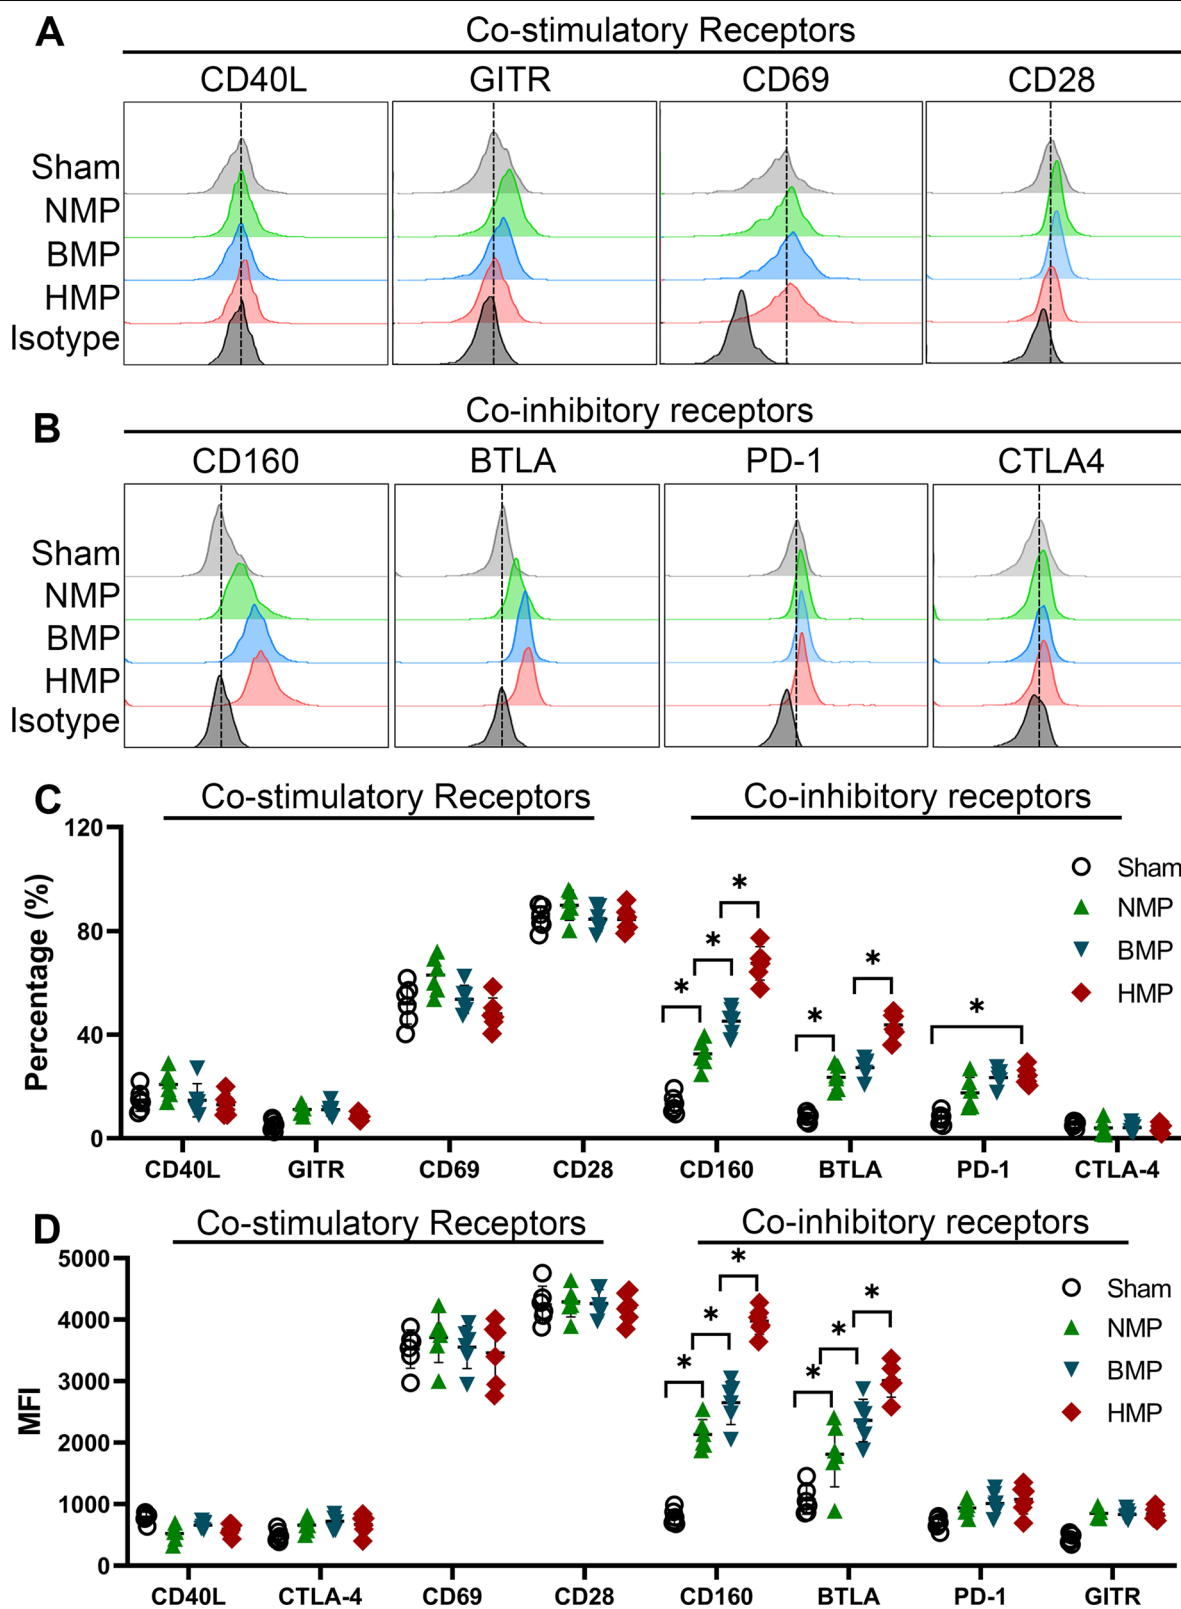 A
Co-stimulatory Receptors
CD40L GITR CD69 CD28
Sham
NMP
BMP
HMP
Isotype
B
Co-inhibitory receptors
CD160 BTLA PD-1 CTLA4
Sham
NMP
BMP
HMP
Isotype
C
Co-stimulatory Receptors Co-inhibitory receptors
Percentage (%)
120
80
40
0
* * * * * *
Sham
NMP
BMP
HMP
CD40L GITR CD69 CD28 CD160 BTLA PD-1 CTLA-4
D
Co-stimulatory Receptors Co-inhibitory receptors
MFI
5000
4000
3000
2000
1000
0
* * * * * *
Sham
NMP
BMP
HMP
CD40L CTLA-4 CD69 CD28 CD160 BTLA PD-1 GITR